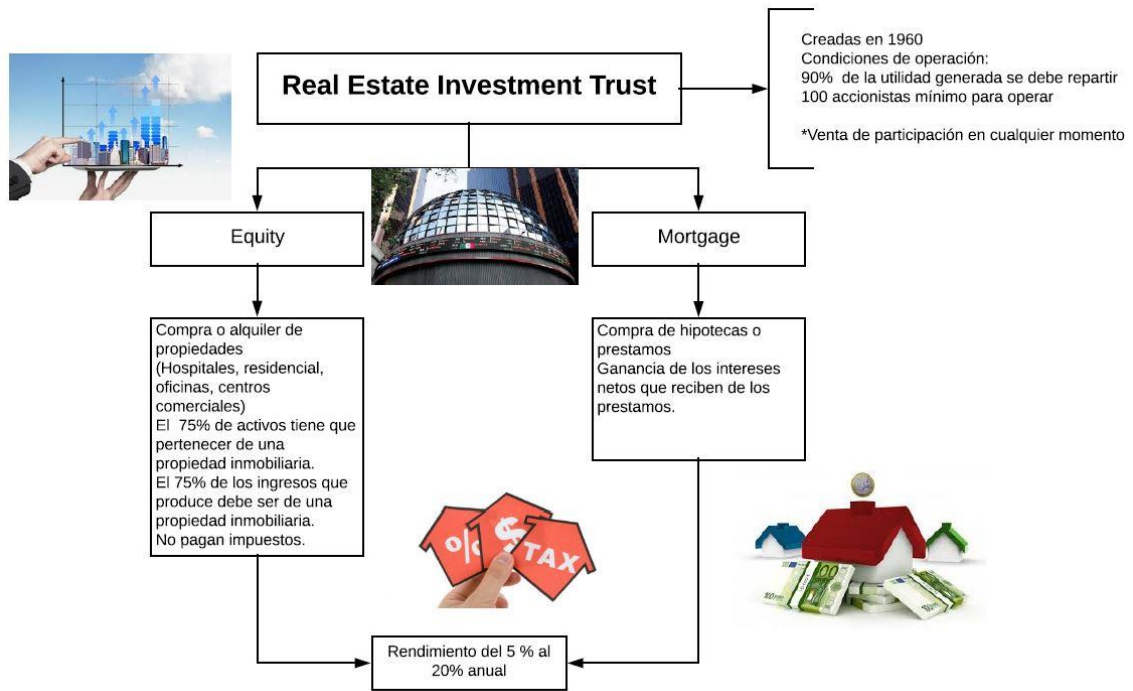 Real Estate Investment Trust
Creadas en 1960
Condiciones de operación:
90% de la utilidad generada se debe repartir
100 accionistas mínimo para operar
*Venta de participación en cualquier momento
Equity
Mortgage
Compra o alquiler de
propiedades
(Hospitales, residencial,
oficinas, centros
comerciales)
El 75% de activos tiene que
pertenecer de una
propiedad inmobiliaria.
El 75% de los ingresos que
produce debe ser de una
propiedad inmobiliaria.
No pagan impuestos.
Compra de hipotecas o
prestamos
Ganancia de los intereses
netos que reciben de los
prestamos.
% $ TAX
100
Rendimiento del 5 % al
20% anual